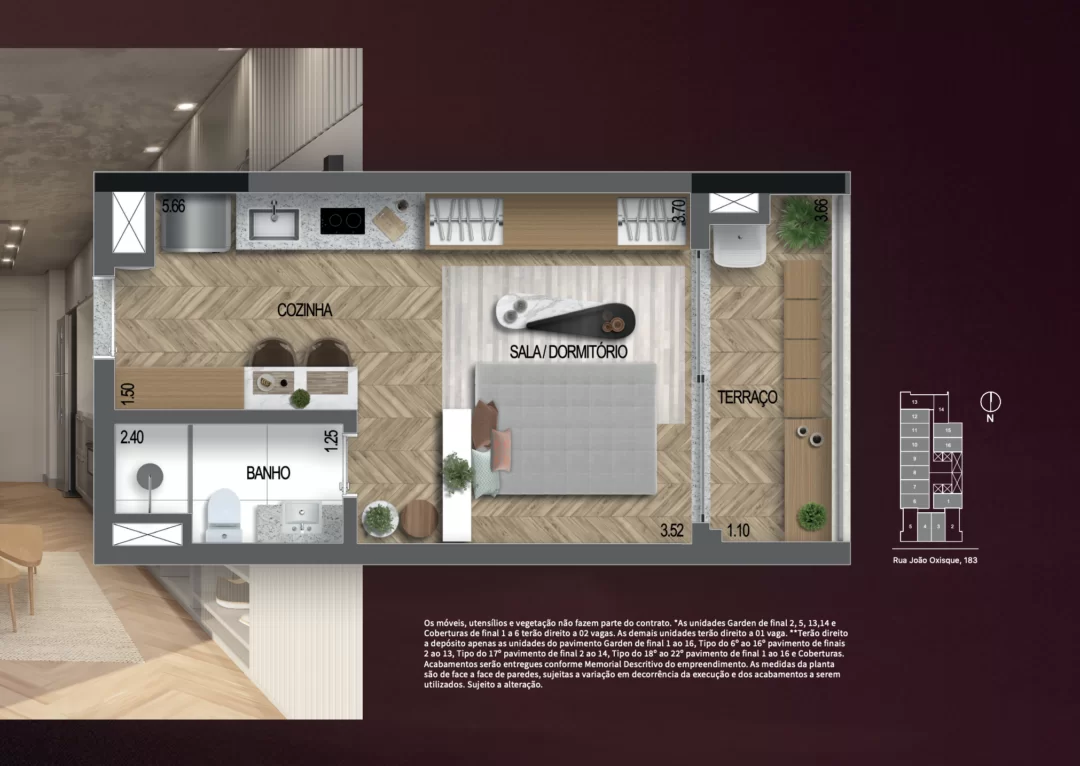 5.66
3.70
3.66
COZINHA
SALA / DORMITÓRIO
1.50
TERRAÇO
2.40
1.25
BANHO
3.52
1.10
13
14
12
11
15
10
16
9
8
7
6
1
5
4
3
2
N
Rua João Oxisque, 183
Os móveis, utensílios e vegetação não fazem parte do contrato. *As unidades Garden de final 2, 5, 13,14 e
Coberturas de final 1 a 6 terão direito a 02 vagas. As demais unidades terão direito a 01 vaga. **Terão direito
a depósito apenas as unidades do pavimento Garden de final 1 ao 16, Tipo do 6º ao 16º pavimento de finais
2 ao 13, Tipo do 17º pavimento de final 2 ao 14, Tipo do 18º ao 22º pavimento de final 1 ao 16 e Coberturas.
Acabamentos serão entregues conforme Memorial Descritivo do empreendimento. As medidas da planta
são de face a face de paredes, sujeitas a variação em decorrência da execução e dos acabamentos a serem
utilizados. Sujeito a alteração.